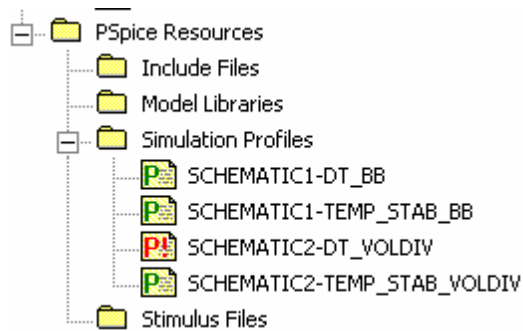 PSpice Resources
Include Files
Model Libraries
Simulation Profiles
SCHEMATIC1-DT_BB
SCHEMATIC1-TEMP_STAB_BB
SCHEMATIC2-DT_VOLDIV
SCHEMATIC2-TEMP_STAB_VOLDIV
Stimulus Files